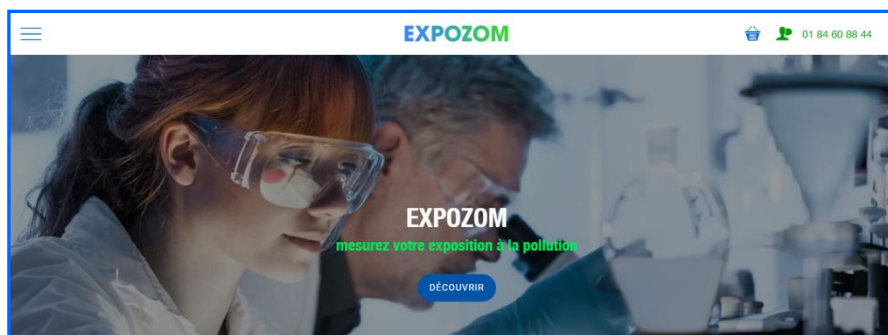 EXPOZOM
01 84 60 88 44
EXPOZOM
mesurez votre exposition à la pollution
DÉCOUVRIR